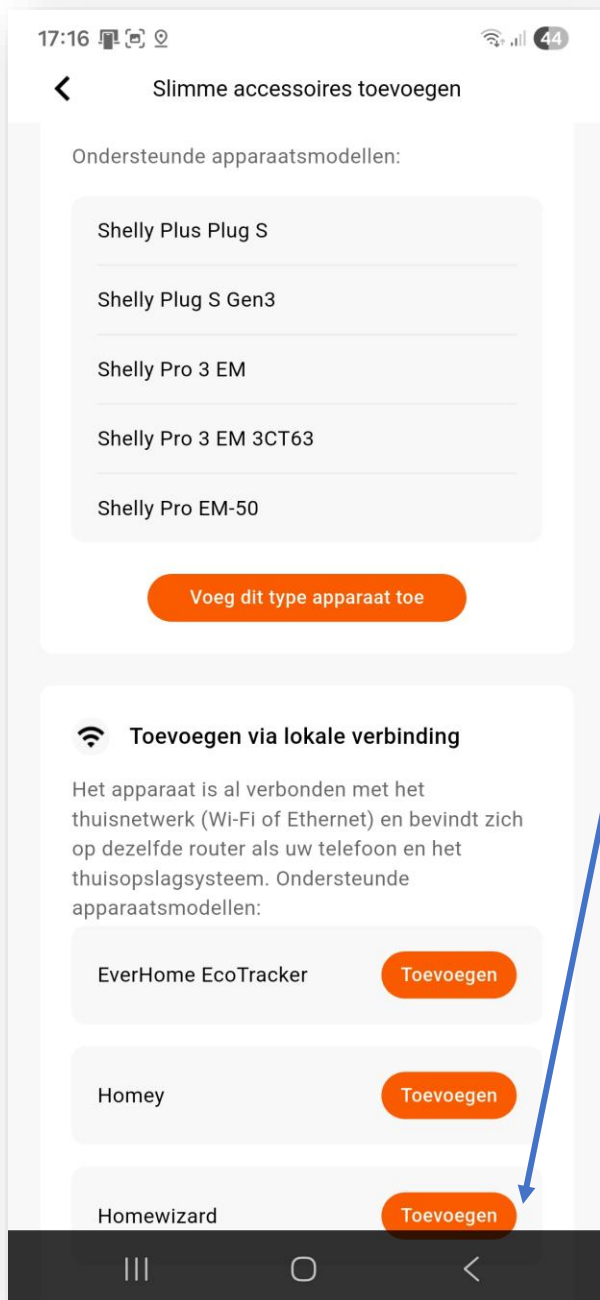 17:16 44
Slimme accessoires toevoegen
Ondersteunde apparaatsmodellen:
Shelly Plus Plug S
Shelly Plug S Gen3
Shelly Pro 3 EM
Shelly Pro 3 EM 3CT63
Shelly Pro EM-50
Voeg dit type apparaat toe
Toevoegen via lokale verbinding
Het apparaat is al verbonden met het
thuisnetwerk (Wi-Fi of Ethernet) en bevindt zich
op dezelfde router als uw telefoon en het
thuisopslagsysteem. Ondersteunde
apparaatsmodellen:
EverHome EcoTracker Toevoegen
Homey Toevoegen
Homewizard Toevoegen